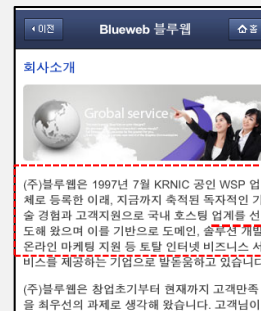 이전
Blueweb 블루웹
홈
회사소개
Grobal service
(주)블루웹은 1997년 7월 KRNIC 공인 WSP 업
체로 등록한 이래, 지금까지 축적된 독자적인 기
술 경험과 고객지원으로 국내 호스팅 업계를 선
도해 왔으며 이를 기반으로 도메인, 솔루션 개발
온라인 마케팅 지원 등 토탈 인터넷 비즈니스 서
비스를 제공하는 기업으로 발돋움하고 있습니다
(주)블루웹은 창업초기부터 현재까지 고객만족
을 최우선의 과제로 생각해 왔습니다. 고객님이